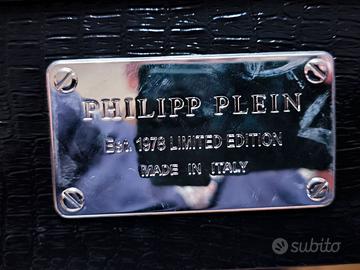 PHILIPP PLEIN
Est. 1978 LIMITED EDITION
MADE IN ITALY
subito